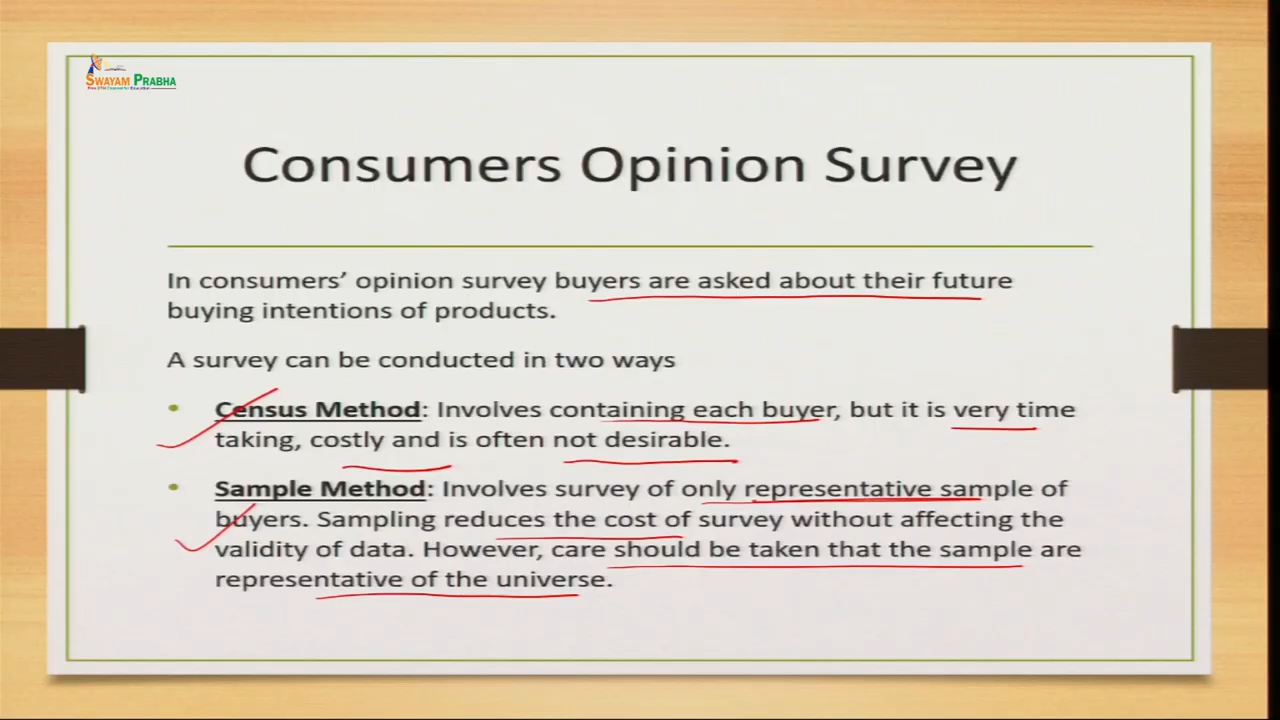 SWAYAM PRABHA
Consumers Opinion Survey
In consumers’ opinion survey buyers are asked about their future
buying intentions of products.
A survey can be conducted in two ways
• Census Method: Involves containing each buyer, but it is very time
taking, costly and is often not desirable.
• Sample Method: Involves survey of only representative sample of
buyers. Sampling reduces the cost of survey without affecting the
validity of data. However, care should be taken that the sample are
representative of the universe.